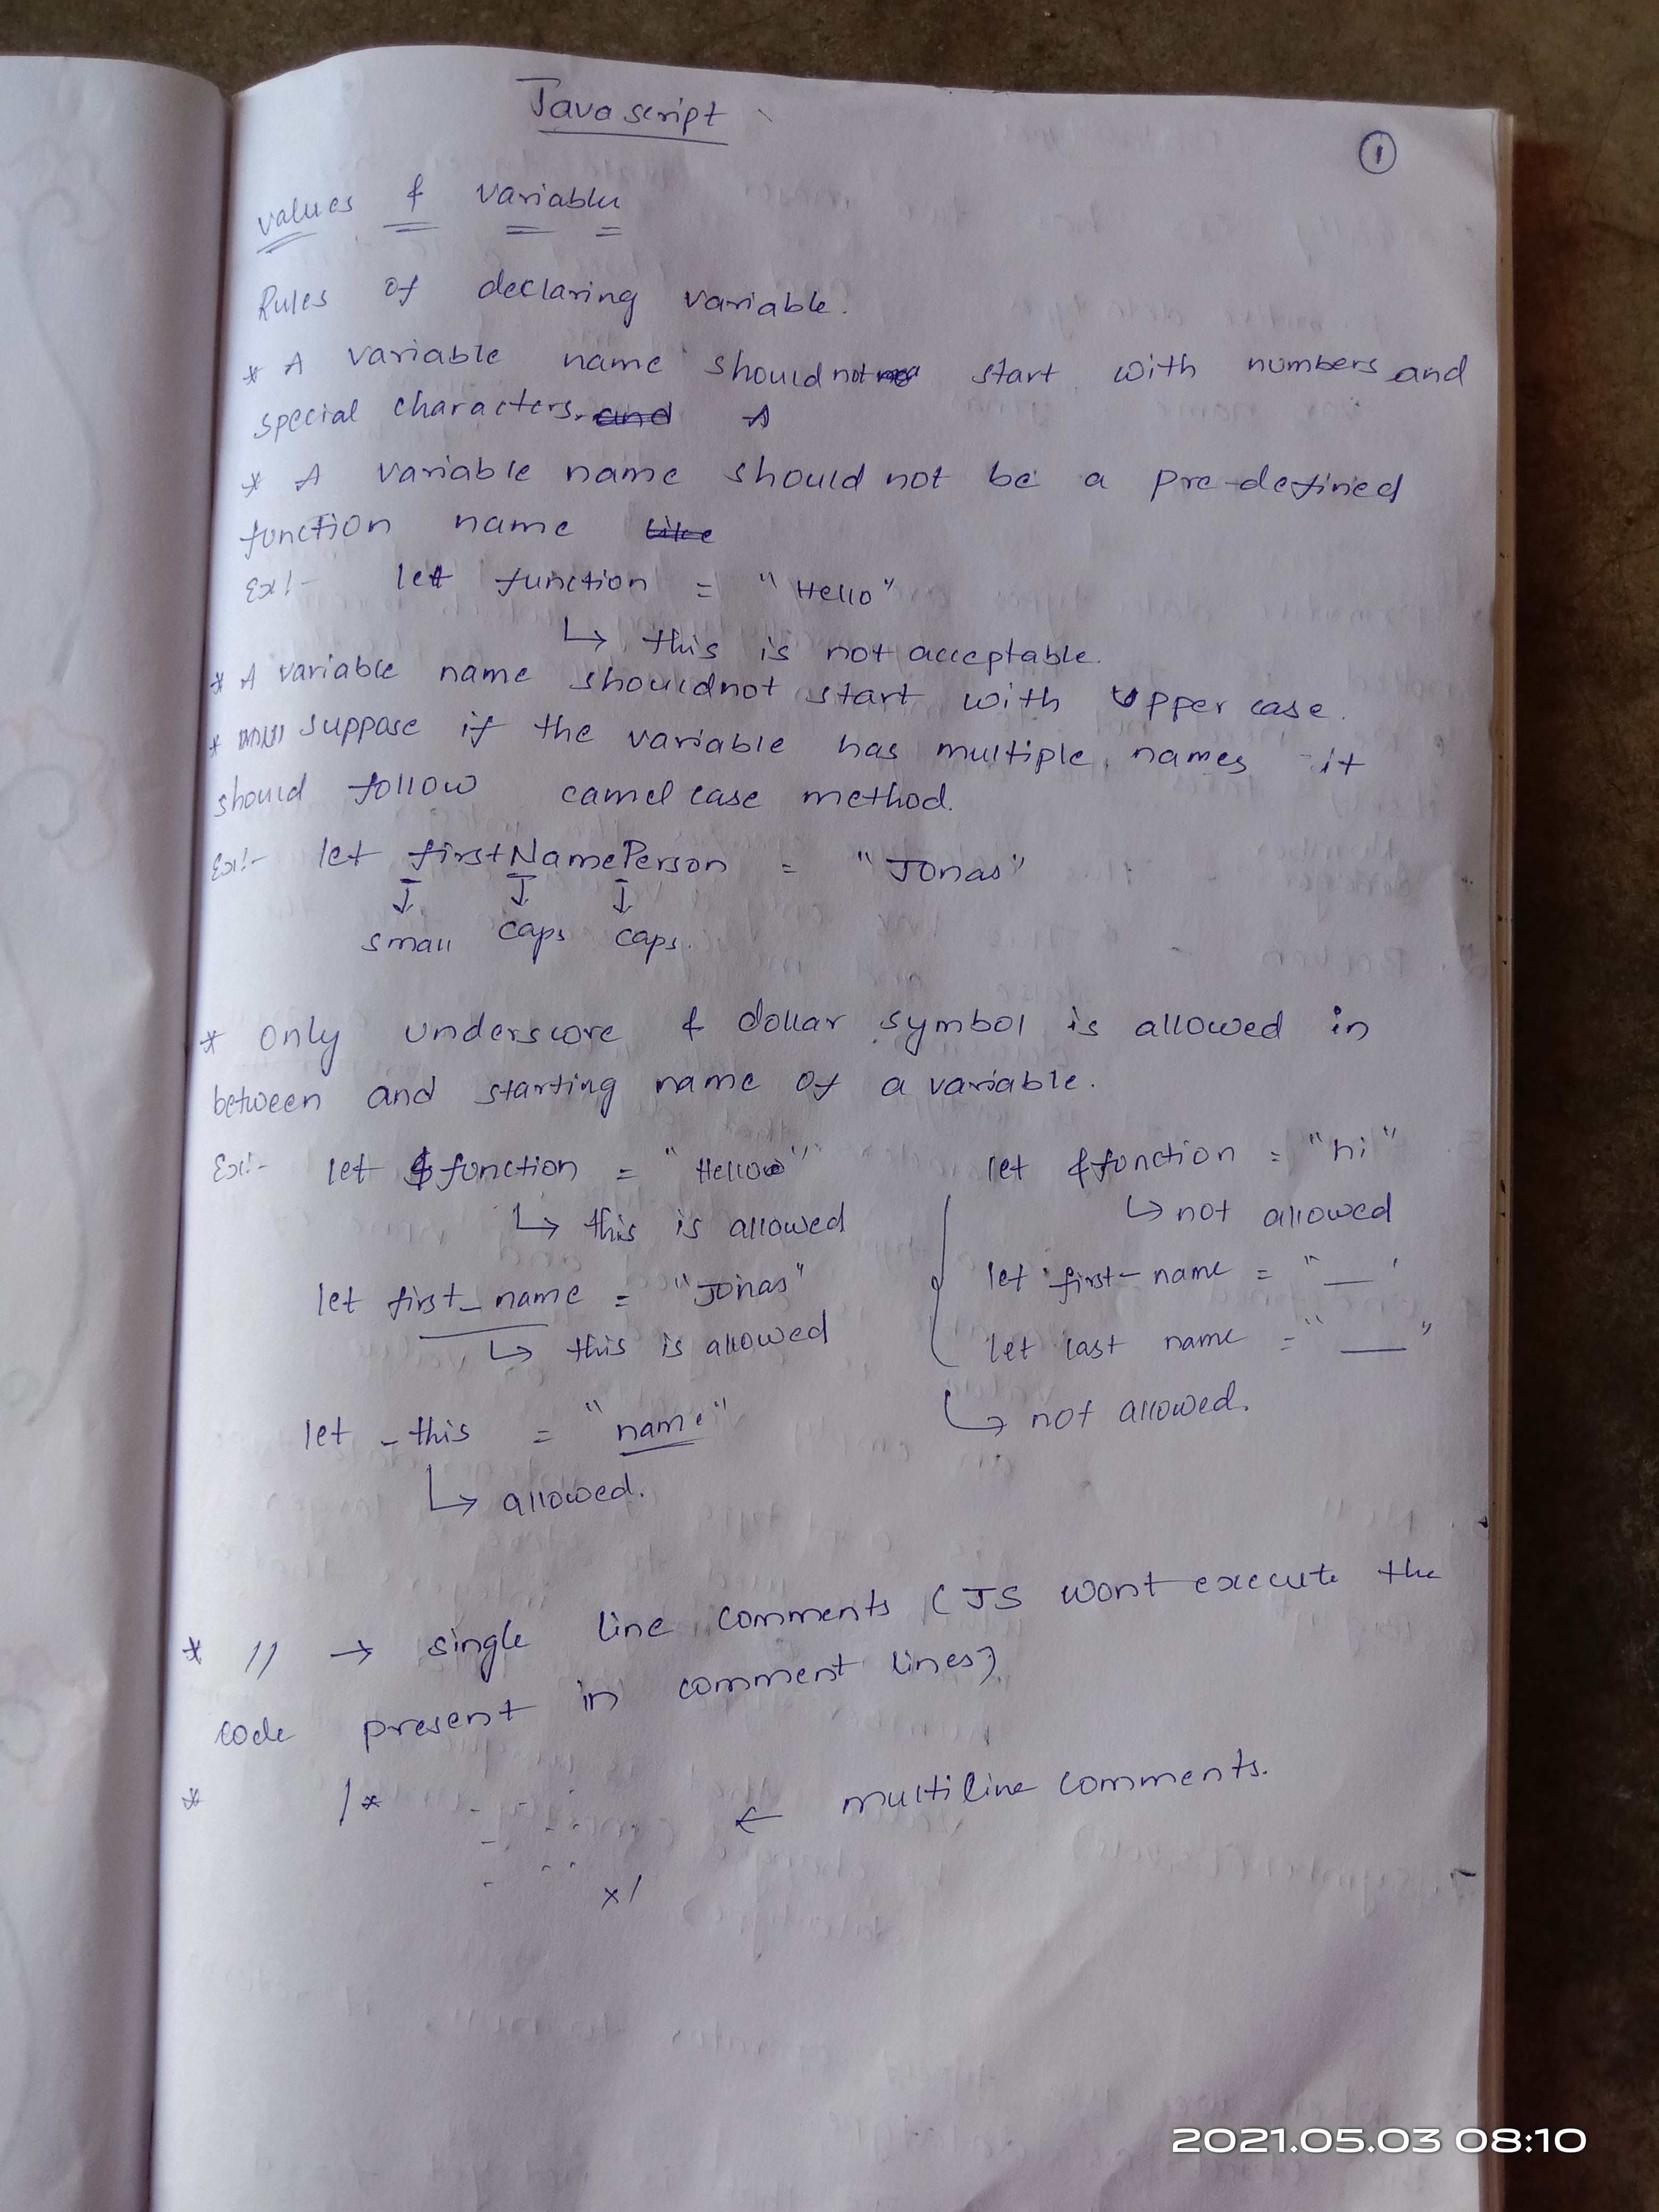 Javascript
1
values & variable
Rules of declaring variable.
* A variable name should not start with numbers and
special characters. and A
* A variable name should not be a pre-defined
function name like
Ex!- let function = "Hello"
↳ this is not acceptable.
* A variable name shouldnot start with Upper case.
* suppose if the variable has multiple names it
should follow camel case method.
Ex!- let firstNamePerson = "Jonas"
small caps caps.
* only underscore & dollar symbol is allowed in
between and starting name of a variable.
Ex!- let $function = "Hello"
↳ this is allowed
let first_name = "Jonas"
↳ this is allowed
let _this = "name"
↳ allowed.
let &function = "hi"
↳ not allowed
let first-name = "__'
let last name = "__"
↳ not allowed.
* // → single line comments (JS wont execute the
code present in comment lines)
* /*
← multiline comments.
*/
2021.05.03 08:10